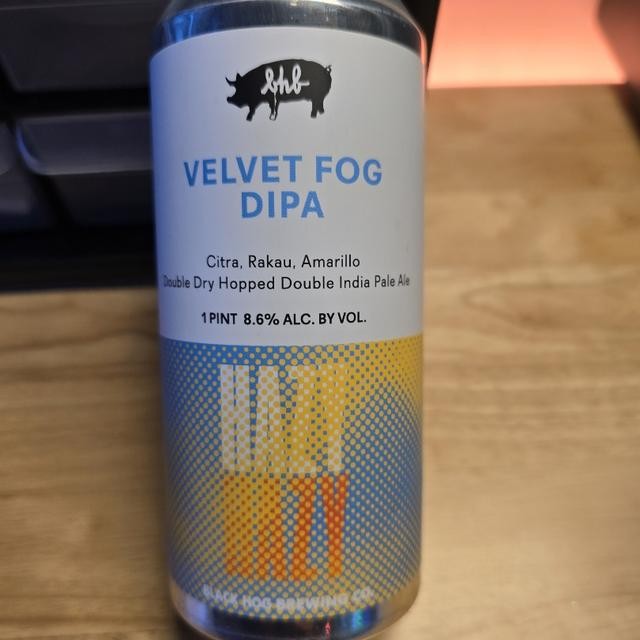 bhb
VELVET FOG
DIPA
Citra, Rakau, Amarillo
Double Dry Hopped Double India Pale Ale
1 PINT 8.6% ALC. BY VOL.
HAZY
BLACK HOG BREWING CO.